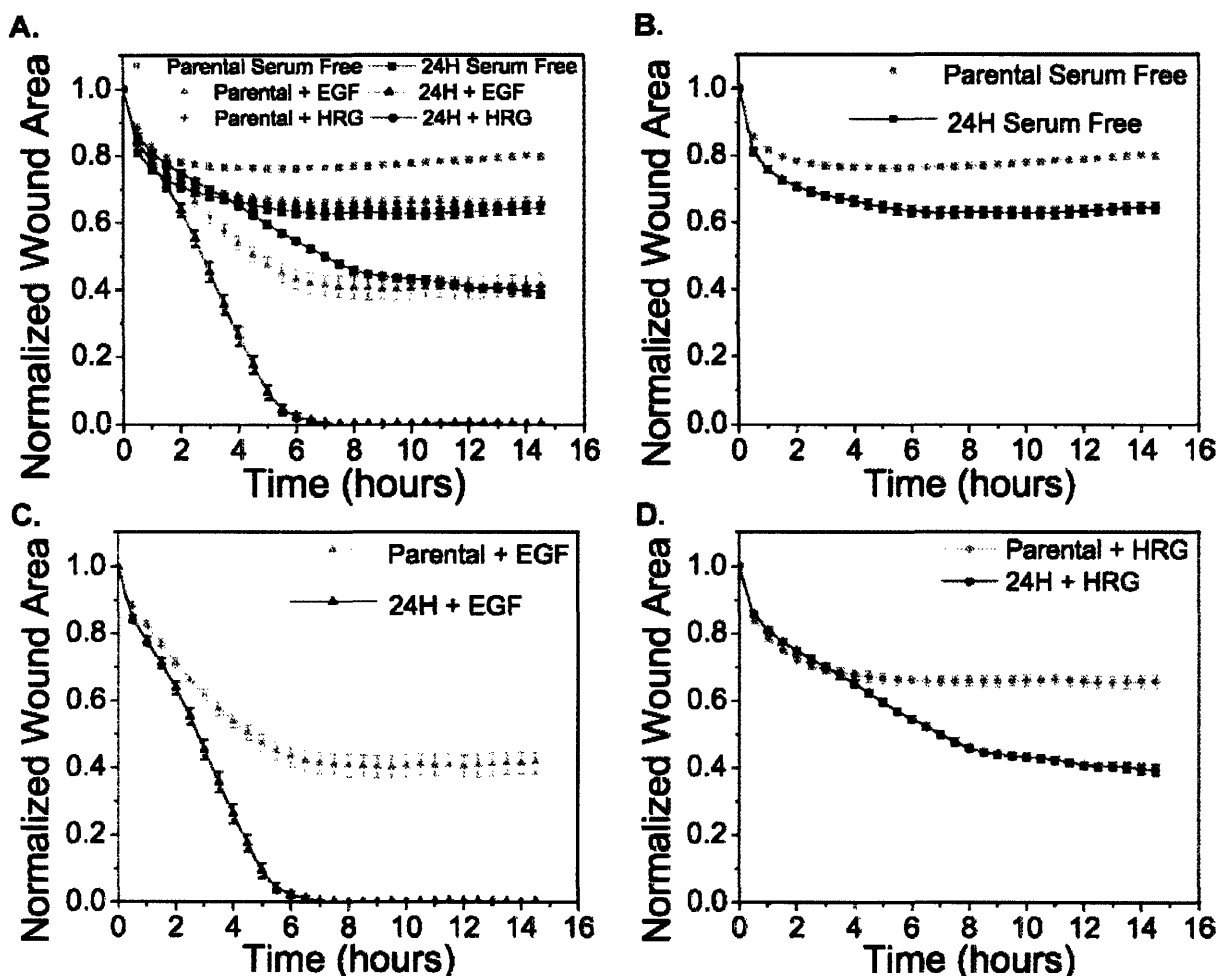 A.
Parental Serum Free 24H Serum Free
Parental + EGF 24H + EGF
Parental + HRG 24H + HRG
Normalized Wound Area
1.0
0.8
0.6
0.4
0.2
0.0
0 2 4 6 8 10 12 14 16
Time (hours)
B.
Parental Serum Free
24H Serum Free
Normalized Wound Area
1.0
0.8
0.6
0.4
0.2
0.0
0 2 4 6 8 10 12 14 16
Time (hours)
C.
Parental + EGF
24H + EGF
Normalized Wound Area
1.0
0.8
0.6
0.4
0.2
0.0
0 2 4 6 8 10 12 14 16
Time (hours)
D.
Parental + HRG
24H + HRG
Normalized Wound Area
1.0
0.8
0.6
0.4
0.2
0.0
0 2 4 6 8 10 12 14 16
Time (hours)